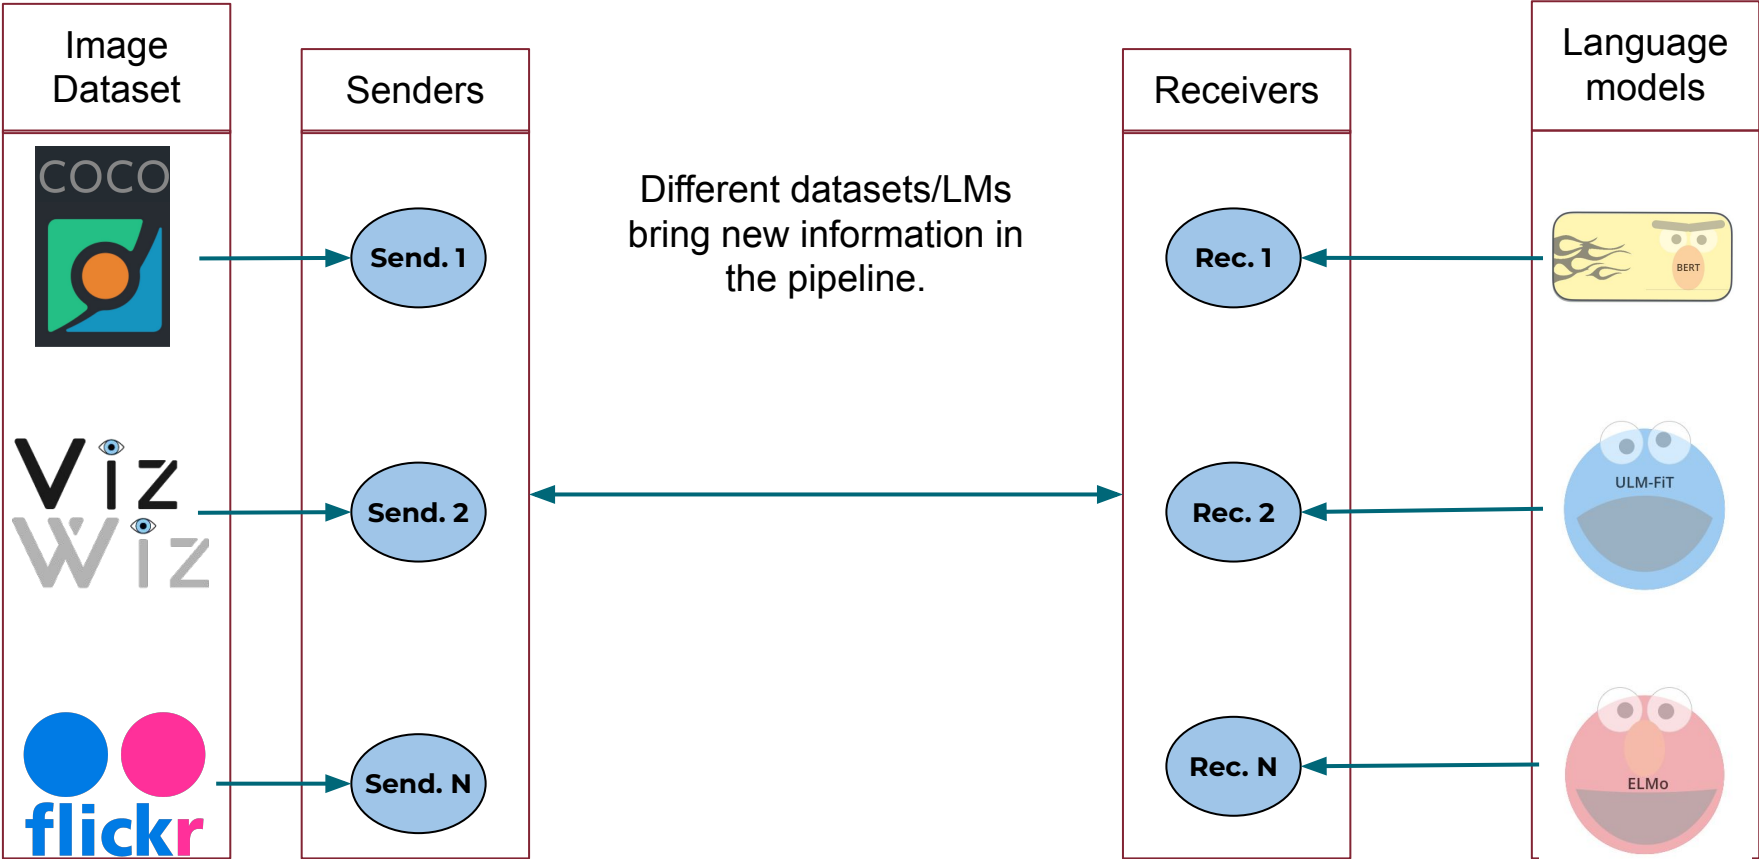 Image
Dataset
Senders
Receivers
Language
models
COCO
Different datasets/LMs
bring new information in
the pipeline.
Send. 1
Rec. 1
BERT
Viz
Wiz
Send. 2
Rec. 2
ULM-FiT
flickr
Send. N
Rec. N
ELMo